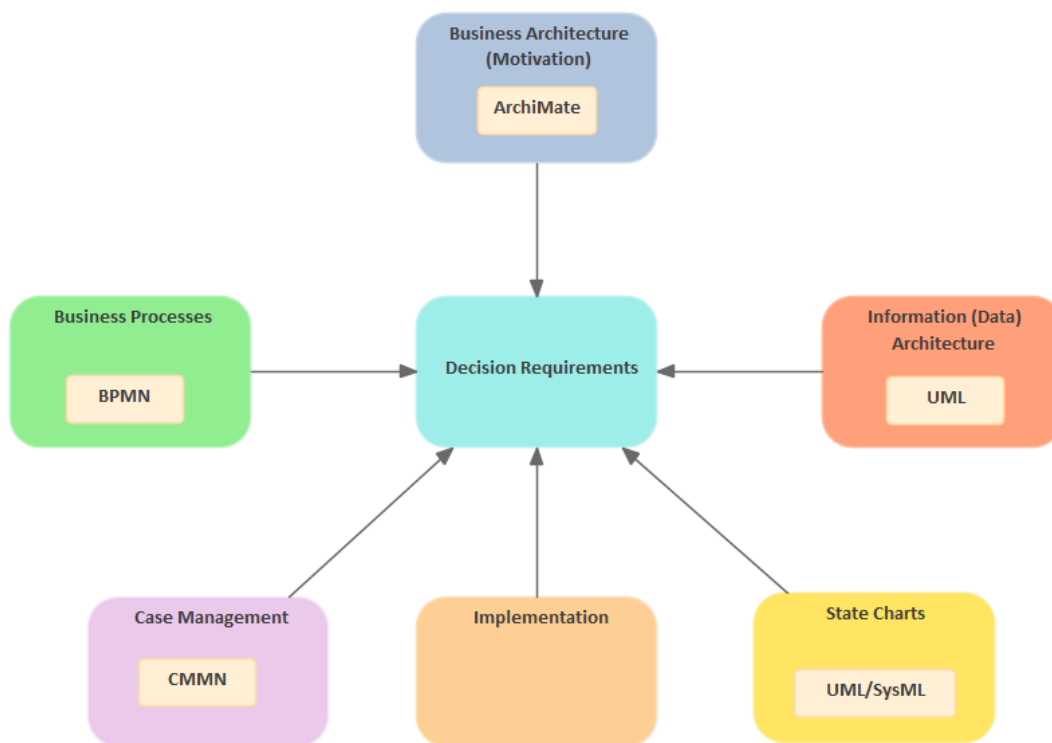 Business Architecture
(Motivation)
ArchiMate
Business Processes
BPMN
Decision Requirements
Information (Data)
Architecture
UML
Case Management
CMMN
Implementation
State Charts
UML/SysML